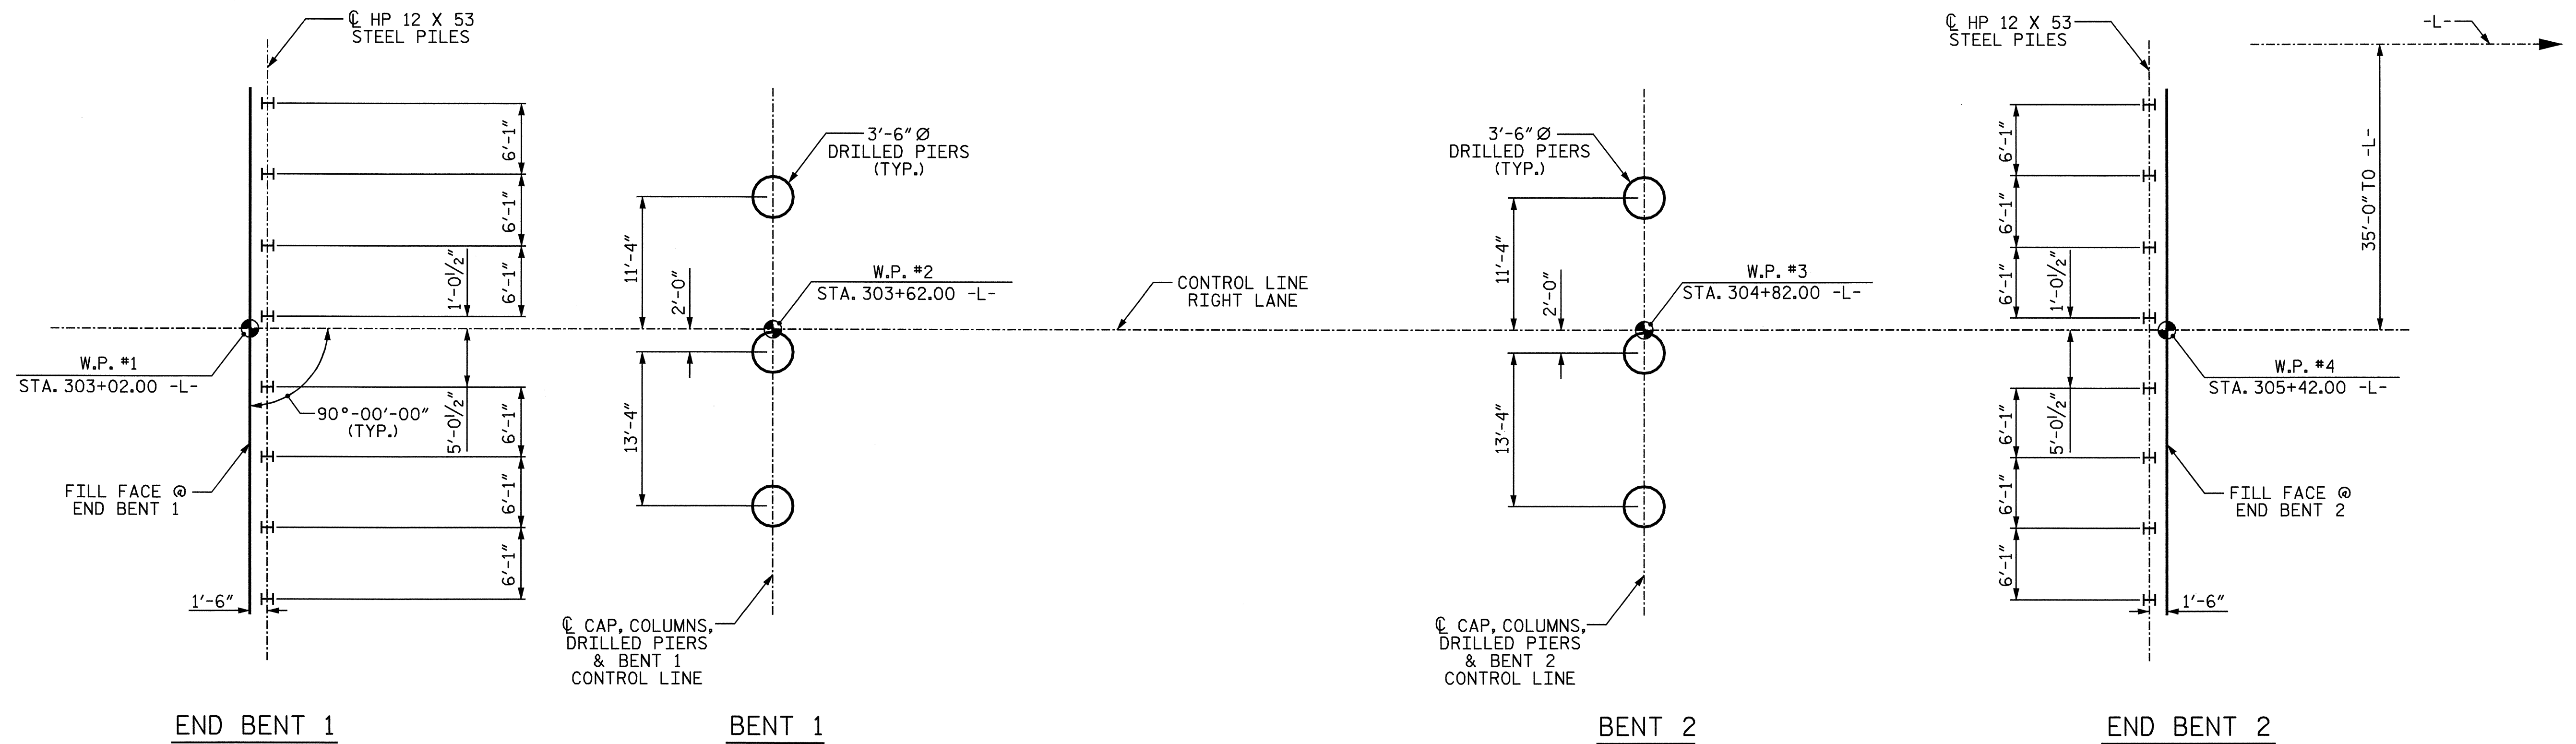 ℄ HP 12 X 53
STEEL PILES
6'-1"
6'-1"
6'-1"
1'-0 1/2"
5'-0 1/2"
6'-1"
6'-1"
6'-1"
W.P. #1
STA. 303+02.00 -L-
90°-00'-00"
(TYP.)
FILL FACE @
END BENT 1
1'-6"
END BENT 1
3'-6" Ø
DRILLED PIERS
(TYP.)
11'-4"
2'-0"
13'-4"
W.P. #2
STA. 303+62.00 -L-
℄ CAP, COLUMNS,
DRILLED PIERS
& BENT 1
CONTROL LINE
BENT 1
CONTROL LINE
RIGHT LANE
3'-6" Ø
DRILLED PIERS
(TYP.)
11'-4"
2'-0"
13'-4"
W.P. #3
STA. 304+82.00 -L-
℄ CAP, COLUMNS,
DRILLED PIERS
& BENT 2
CONTROL LINE
BENT 2
℄ HP 12 X 53
STEEL PILES
6'-1"
6'-1"
6'-1"
1'-0 1/2"
5'-0 1/2"
6'-1"
6'-1"
6'-1"
-L-
35'-0" TO -L-
W.P. #4
STA. 305+42.00 -L-
FILL FACE @
END BENT 2
1'-6"
END BENT 2